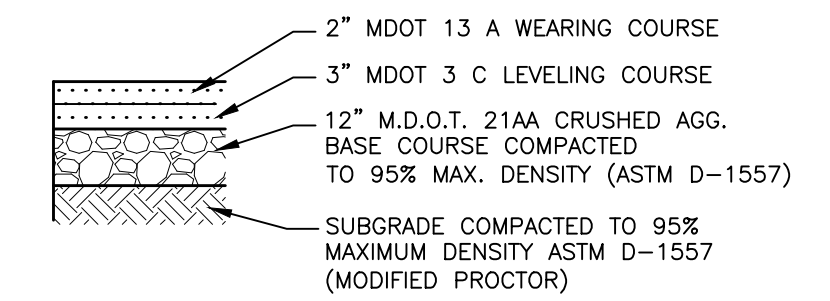 2” MDOT 13 A WEARING COURSE
3” MDOT 3 C LEVELING COURSE
12” M.D.O.T. 21AA CRUSHED AGG.
BASE COURSE COMPACTED
TO 95% MAX. DENSITY (ASTM D–1557)
SUBGRADE COMPACTED TO 95%
MAXIMUM DENSITY ASTM D–1557
(MODIFIED PROCTOR)